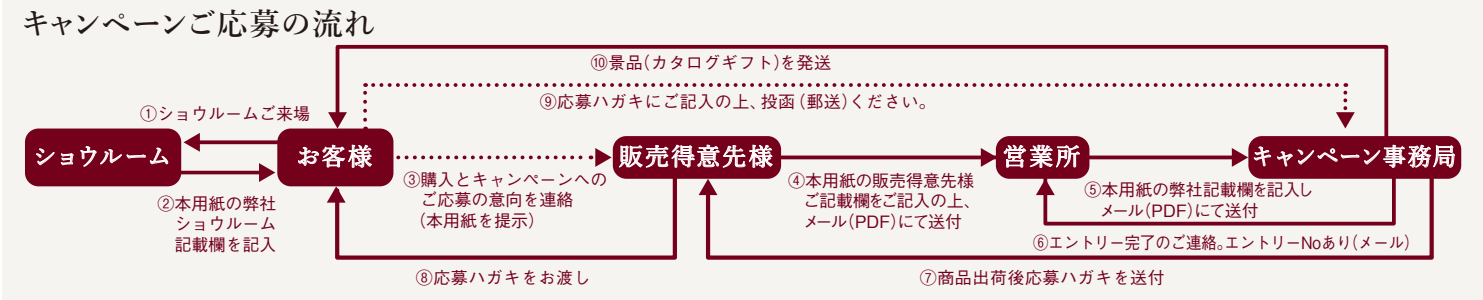 キャンペーンご応募の流れ
⑩景品(カタログギフト)を発送
⑨応募ハガキにご記入の上、投函(郵送)ください。
①ショウルームご来場
ショウルーム
お客様
販売得意先様
営業所
キャンペーン事務局
②本用紙の弊社
ショウルーム
記載欄を記入
③購入とキャンペーンへの
ご応募の意向を連絡
(本用紙を提示)
④本用紙の販売得意先様
ご記載欄をご記入の上、
メール(PDF)にて送付
⑤本用紙の弊社記載欄を記入し
メール(PDF)にて送付
⑥エントリー完了のご連絡。エントリーNoあり(メール)
⑧応募ハガキをお渡し
⑦商品出荷後応募ハガキを送付